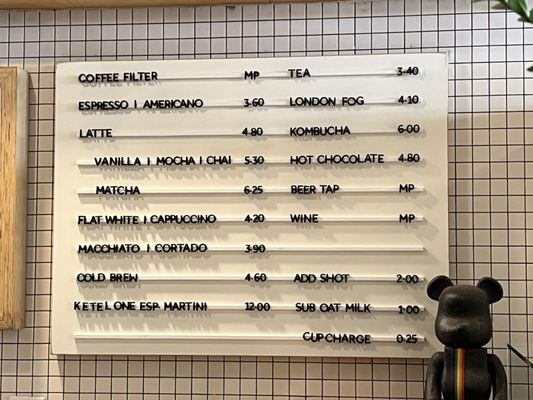 COFFEE FILTER MP
ESPRESSO | AMERICANO 3·60
LATTE 4·80
VANILLA | MOCHA | CHAI 5·30
MATCHA 6·25
FLAT WHITE | CAPPUCCINO 4·20
MACCHIATO | CORTADO 3·90
COLD BREW 4·60
KETEL ONE ESP· MARTINI 12·00
TEA 3·40
LONDON FOG 4·10
KOMBUCHA 6·00
HOT CHOCOLATE 4·80
BEER TAP MP
WINE MP
ADD SHOT 2·00
SUB OAT MILK 1·00
CUP CHARGE 0·25